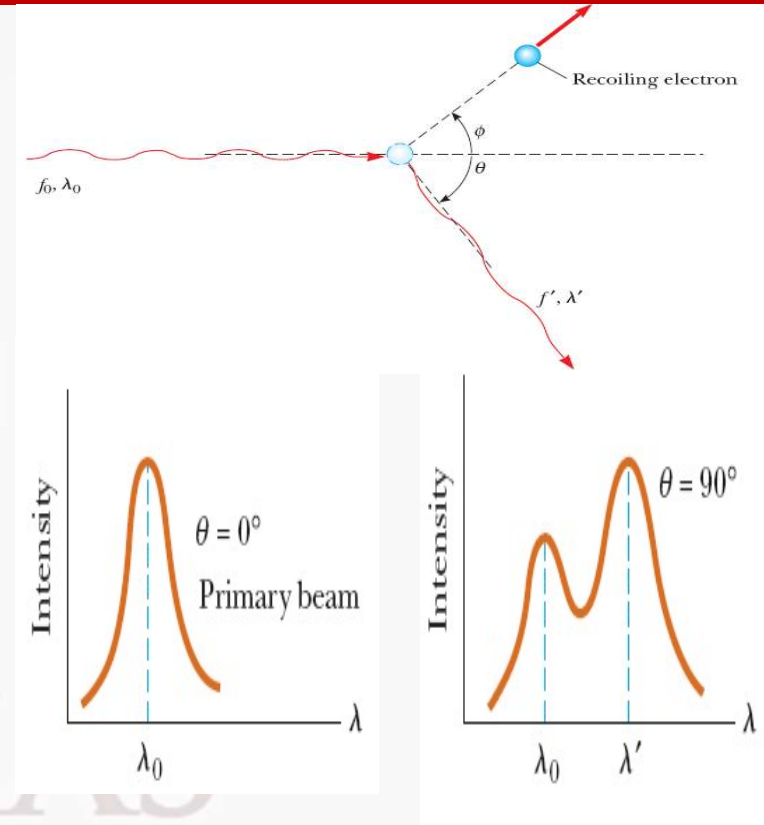 Recoiling electron
ϕ
θ
f₀, λ₀
f′, λ′
Intensity
θ = 0°
Primary beam
λ
λ₀
Intensity
θ = 90°
λ
λ₀ λ′